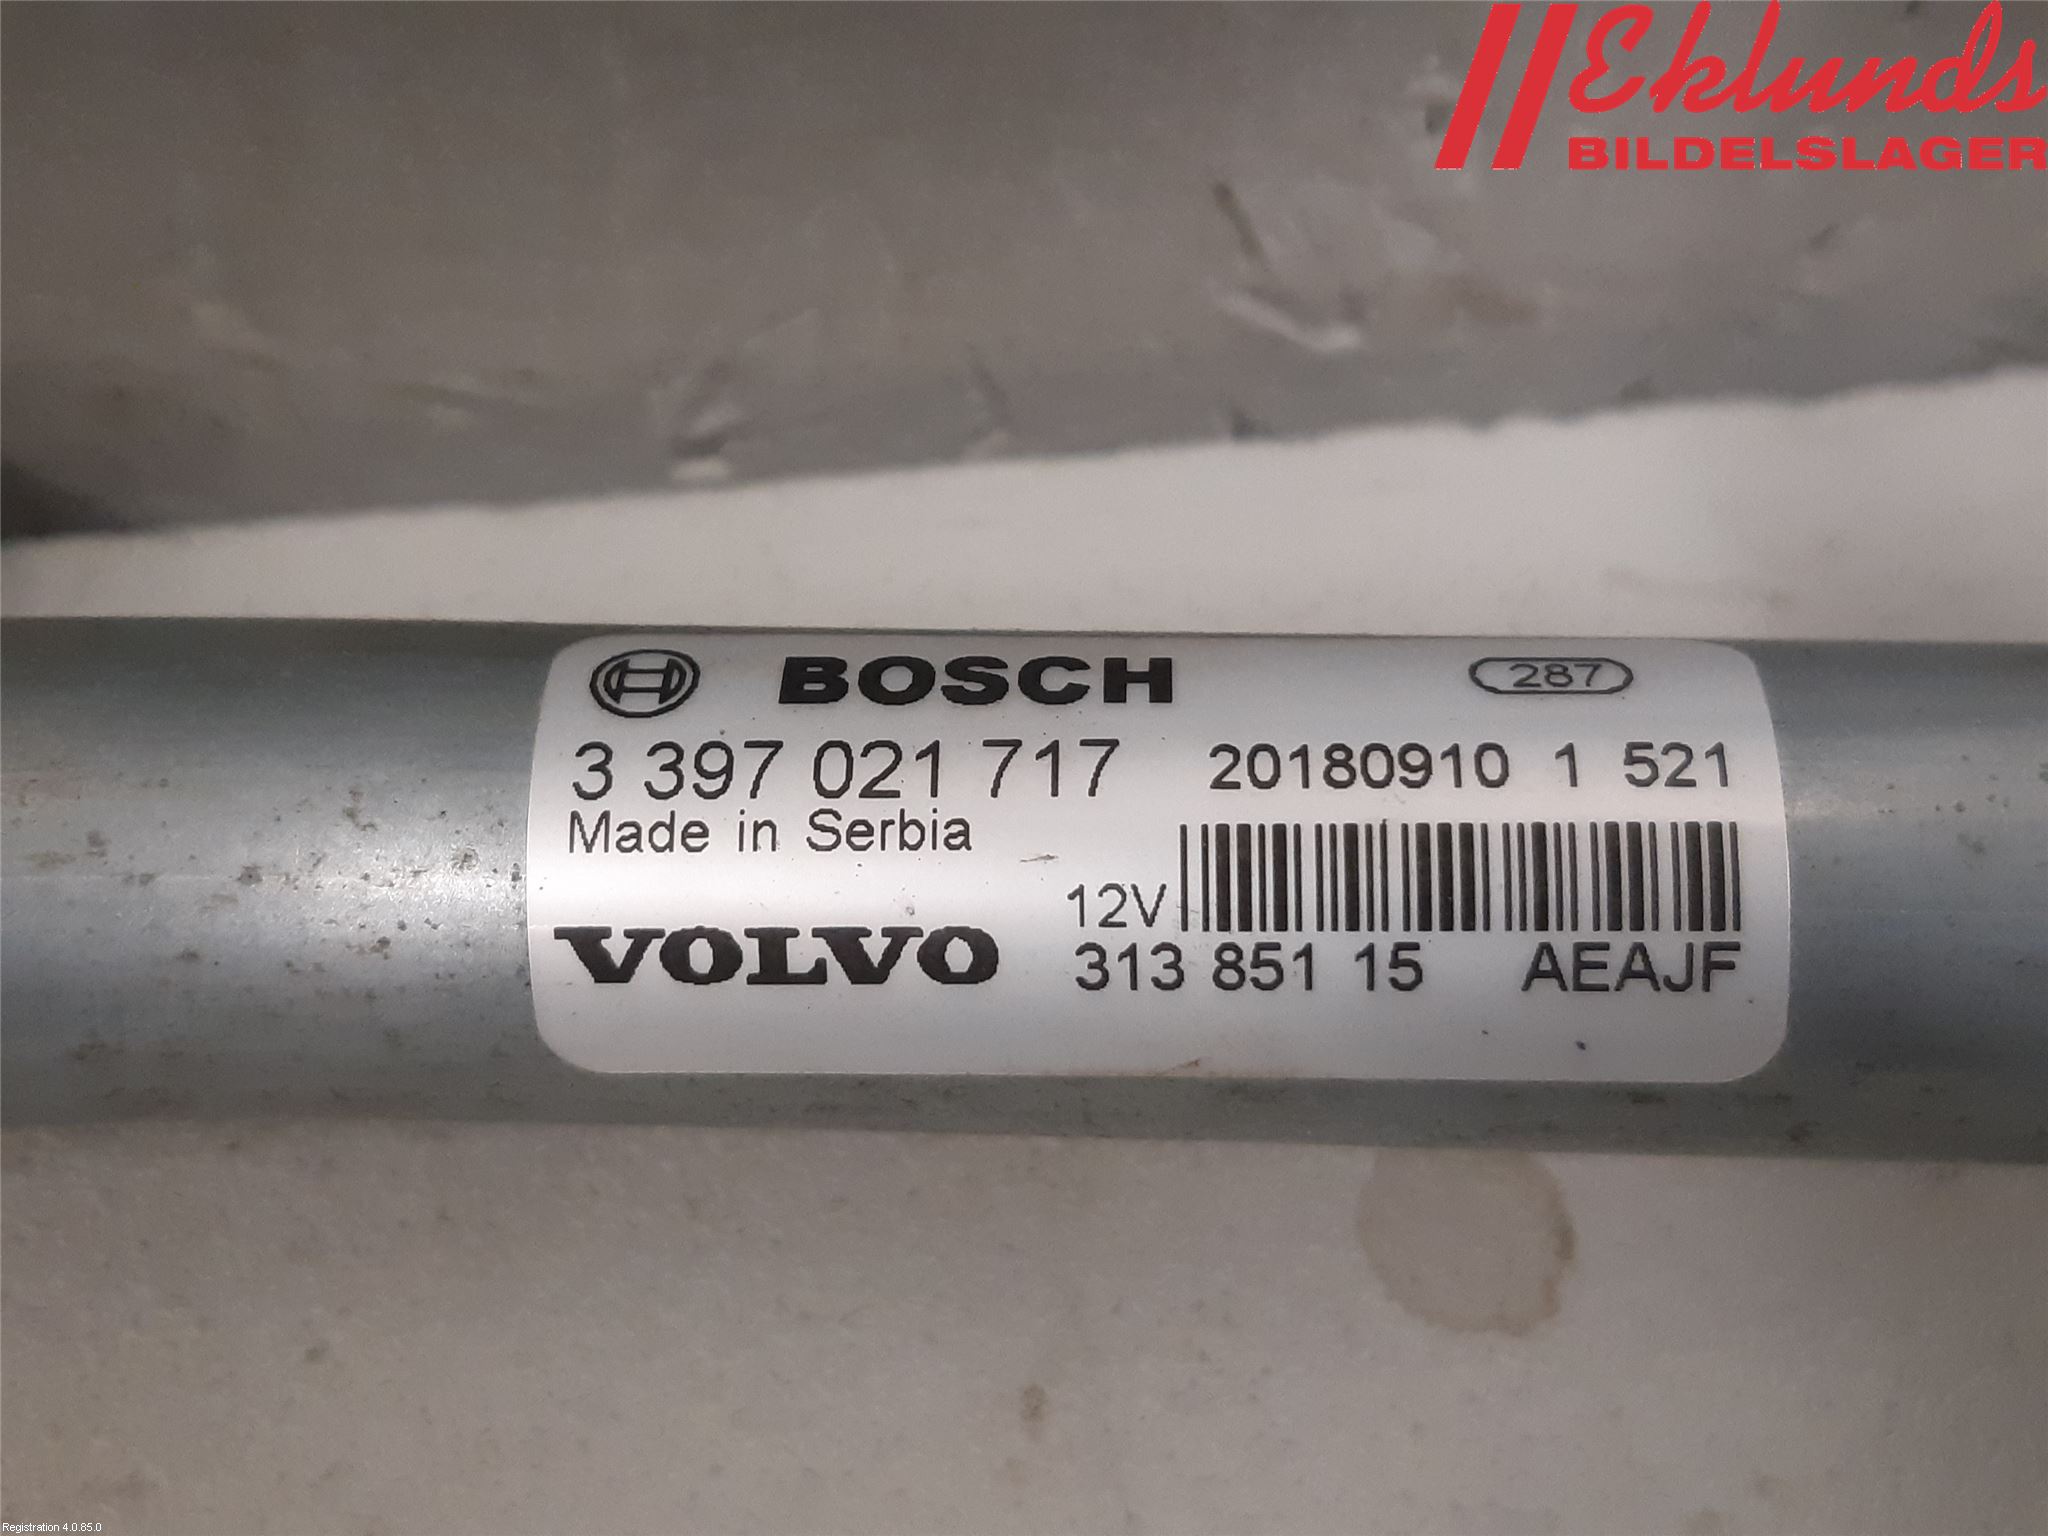 Eklunds
BILDELSLAGER
BOSCH 287
3 397 021 717 20180910 1 521
Made in Serbia
12V
VOLVO 313 851 15 AEAJF
Registration 4.0.85.0